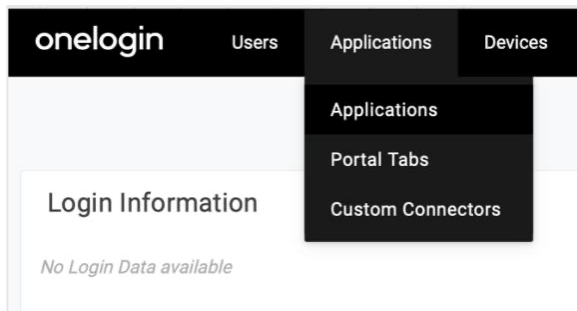 onelogin Users Applications Devices
Applications
Portal Tabs
Custom Connectors
Login Information
No Login Data available